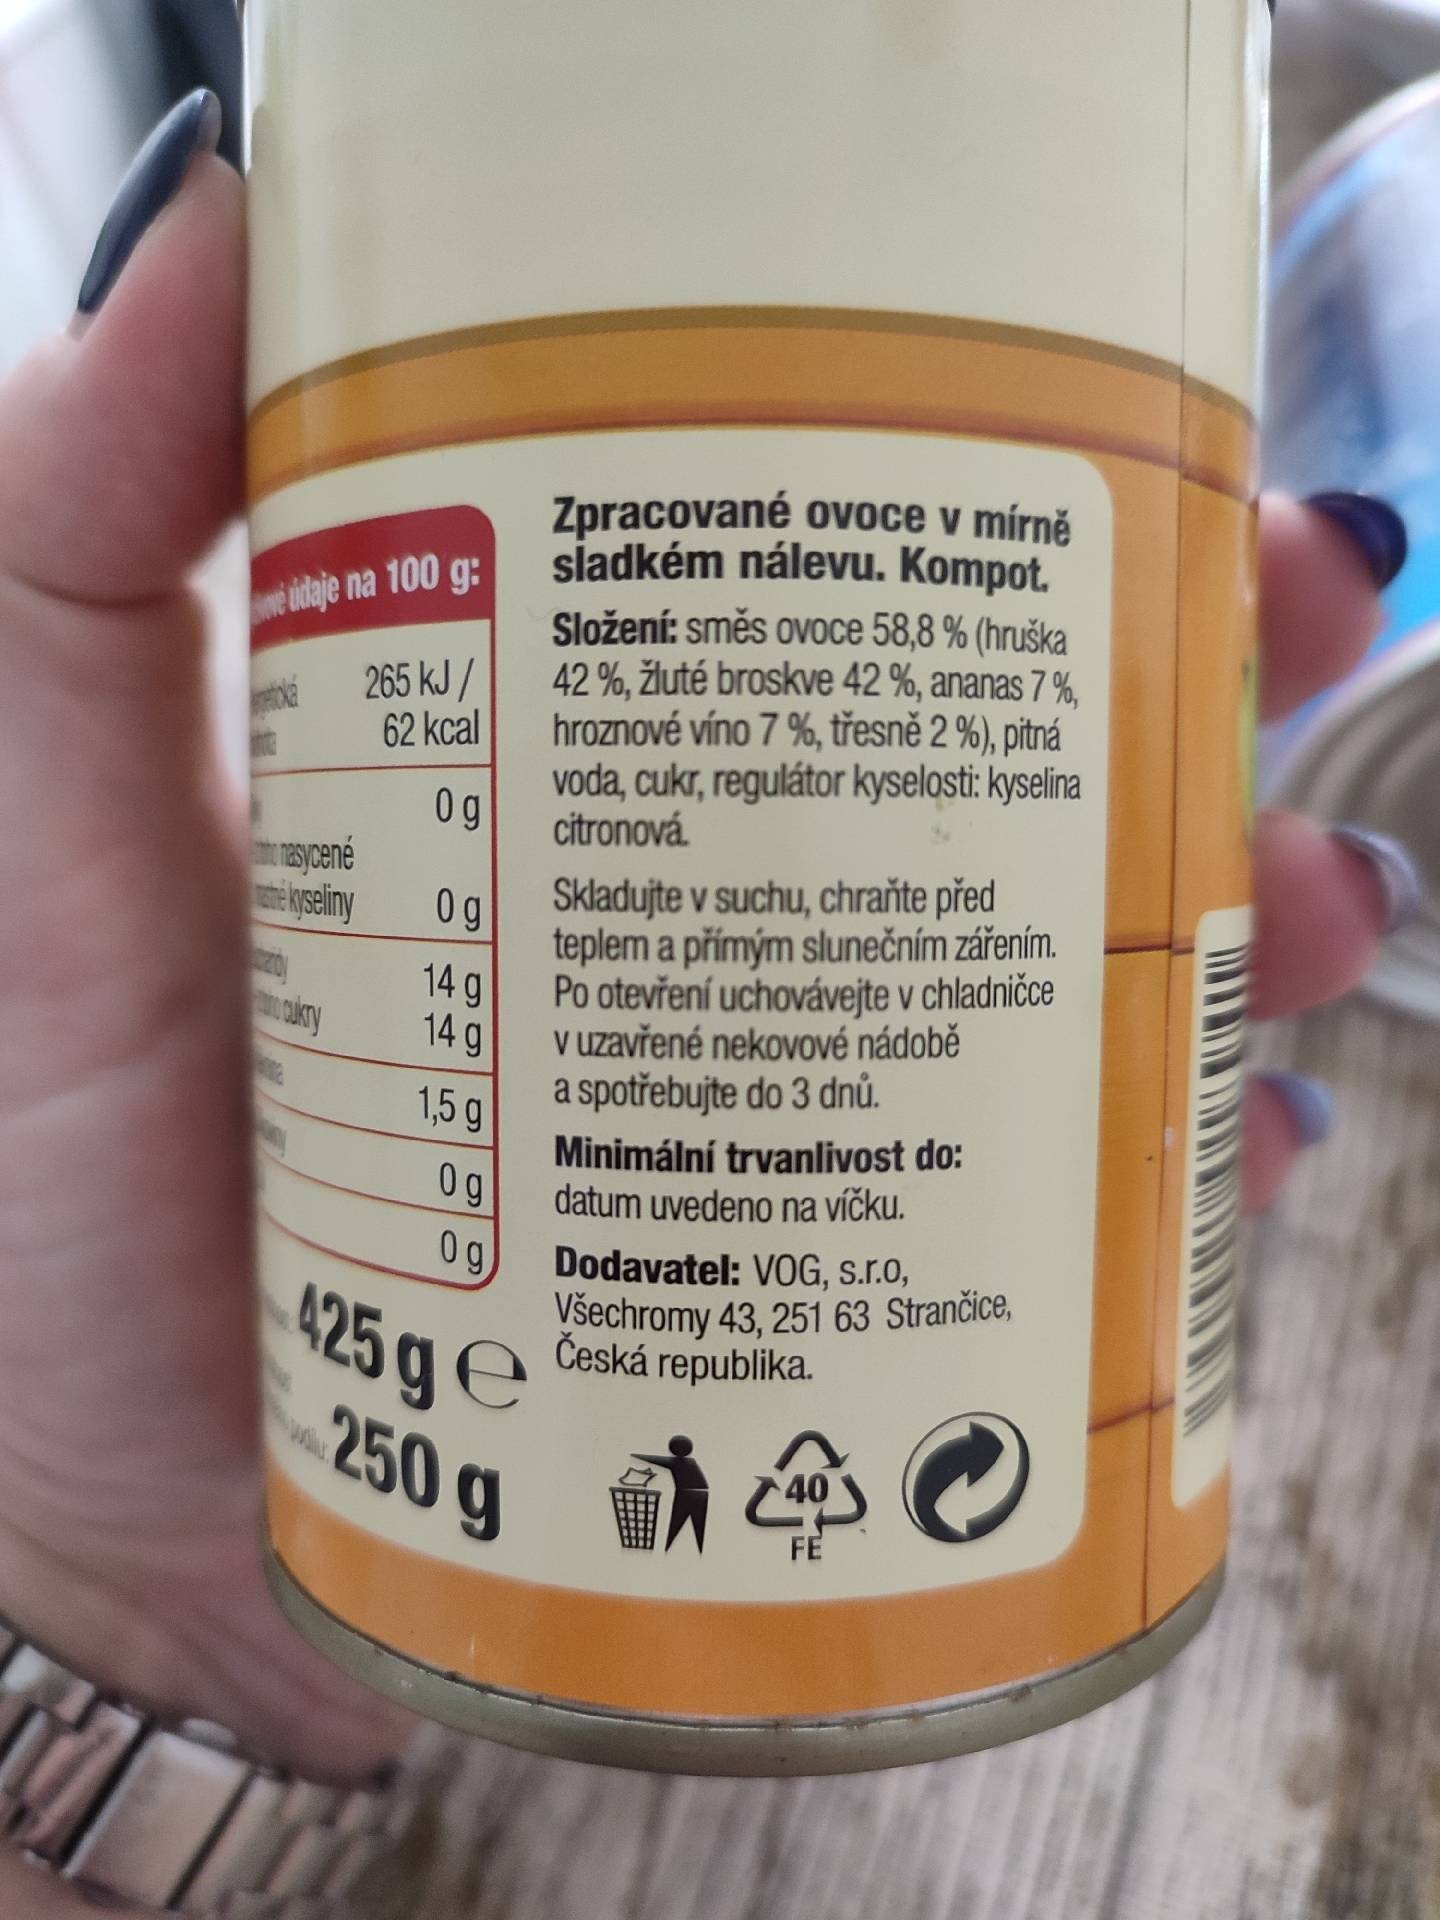 údaje na 100 g:
265 kJ /
62 kcal
0 g
nasycené
kyseliny 0 g
14 g
cukry 14 g
1,5 g
0 g
0 g
425 g e
250 g
Zpracované ovoce v mírně
sladkém nálevu. Kompot.
Složení: směs ovoce 58,8 % (hruška
42 %, žluté broskve 42 %, ananas 7 %,
hroznové víno 7 %, třesně 2 %), pitná
voda, cukr, regulátor kyselosti: kyselina
citronová.
Skladujte v suchu, chraňte před
teplem a přímým slunečním zářením.
Po otevření uchovávejte v chladničce
v uzavřené nekovové nádobě
a spotřebujte do 3 dnů.
Minimální trvanlivost do:
datum uvedeno na víčku.
Dodavatel: VOG, s.r.o,
Všechromy 43, 251 63 Strančice,
Česká republika.
40
FE